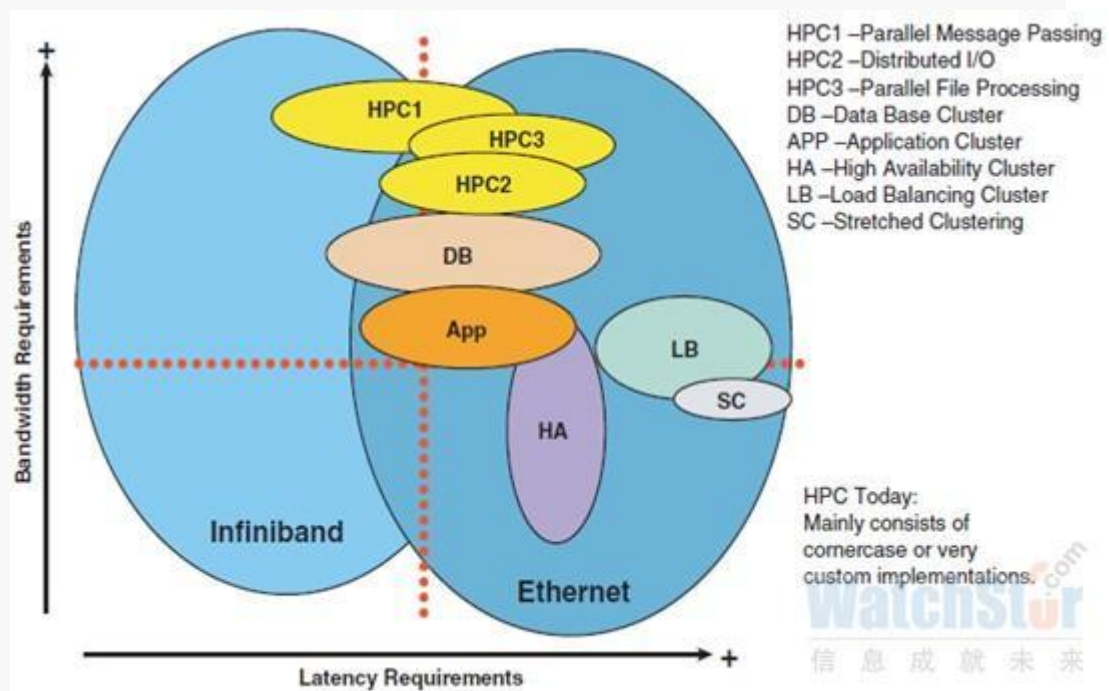 HPC1 –Parallel Message Passing
HPC2 –Distributed I/O
HPC3 –Parallel File Processing
DB –Data Base Cluster
APP –Application Cluster
HA –High Availability Cluster
LB –Load Balancing Cluster
SC –Stretched Clustering
+
HPC1
HPC3
HPC2
DB
App
LB
SC
HA
Bandwidth Requirements
Infiniband
Ethernet
HPC Today:
Mainly consists of
cornercase or very
custom implementations.
WatchStor
.com
信息成就未来
Latency Requirements
+